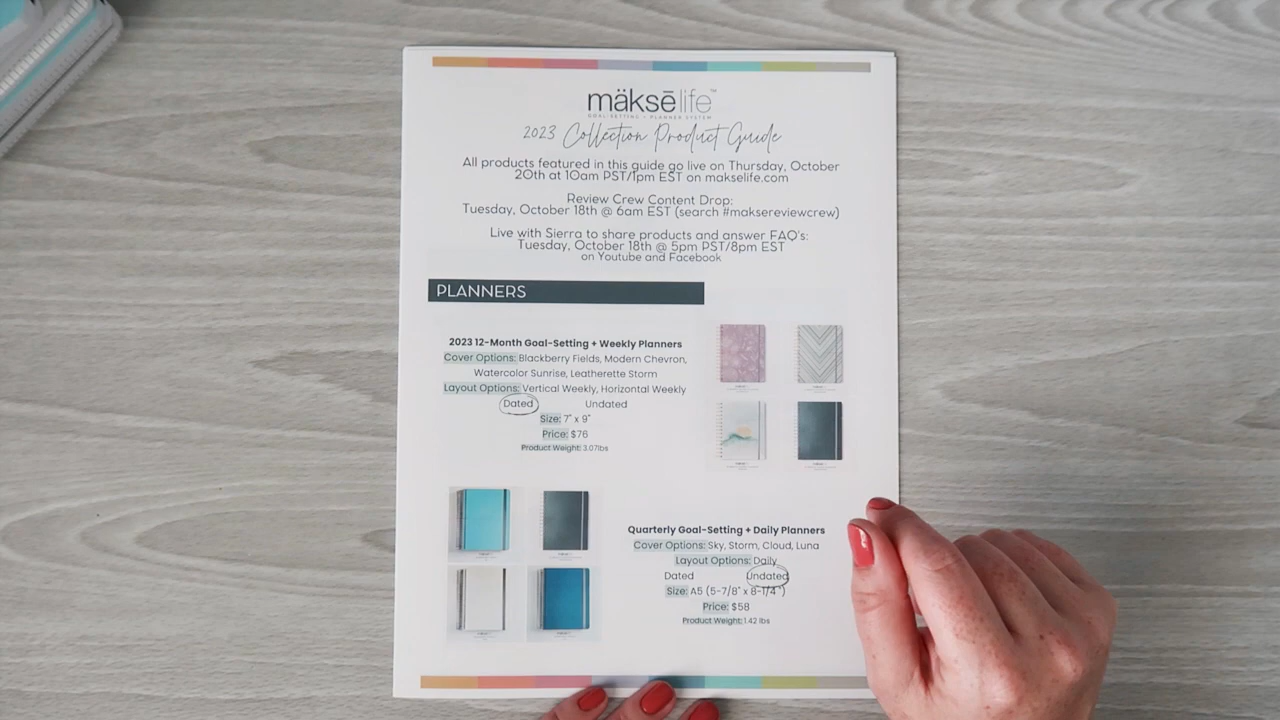 mäksē life™
GOAL SETTING + PLANNER SYSTEM
2023 Collection Product Guide
All products featured in this guide go live on Thursday, October
20th at 10am PST/1pm EST on makselife.com
Review Crew Content Drop:
Tuesday, October 18th @ 6am EST (search #maksereviewcrew)
Live with Sierra to share products and answer FAQ's:
Tuesday, October 18th @ 5pm PST/8pm EST
on Youtube and Facebook
PLANNERS
2023 12-Month Goal-Setting + Weekly Planners
Cover Options: Blackberry Fields, Modern Chevron,
Watercolor Sunrise, Leatherette Storm
Layout Options: Vertical Weekly, Horizontal Weekly
Dated Undated
Size: 7" x 9"
Price: $76
Product Weight: 3.07lbs
Quarterly Goal-Setting + Daily Planners
Cover Options: Sky, Storm, Cloud, Luna
Layout Options: Daily
Dated Undated
Size: A5 (5-7/8" x 8-1/4")
Price: $58
Product Weight: 1.42 lbs